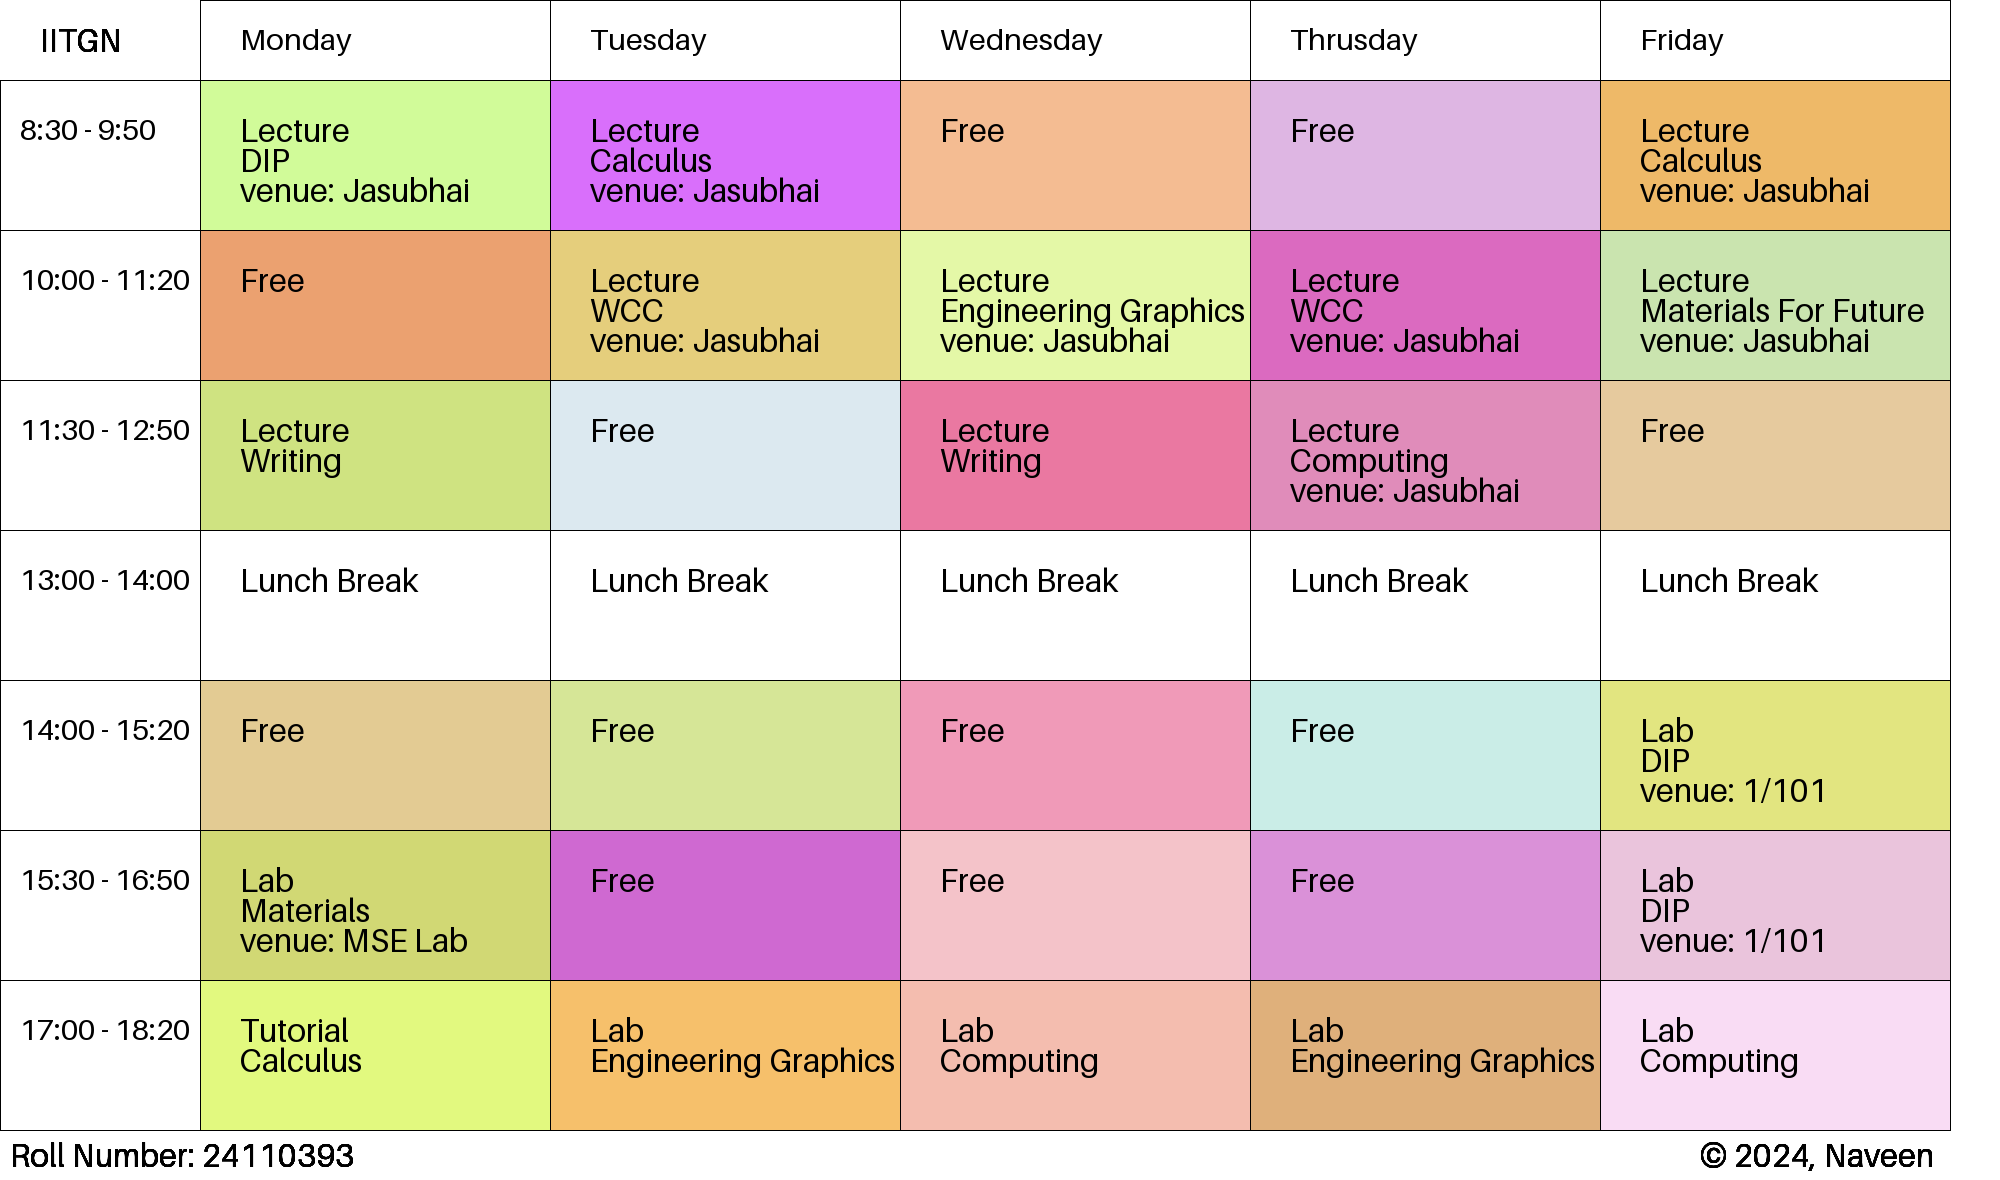 IITGN Monday Tuesday Wednesday Thrusday Friday
8:30 - 9:50
Lecture
DIP
venue: Jasubhai
Lecture
Calculus
venue: Jasubhai
Free
Free
Lecture
Calculus
venue: Jasubhai
10:00 - 11:20
Free
Lecture
WCC
venue: Jasubhai
Lecture
Engineering Graphics
venue: Jasubhai
Lecture
WCC
venue: Jasubhai
Lecture
Materials For Future
venue: Jasubhai
11:30 - 12:50
Lecture
Writing
Free
Lecture
Writing
Lecture
Computing
venue: Jasubhai
Free
13:00 - 14:00
Lunch Break
Lunch Break
Lunch Break
Lunch Break
Lunch Break
14:00 - 15:20
Free
Free
Free
Free
Lab
DIP
venue: 1/101
15:30 - 16:50
Lab
Materials
venue: MSE Lab
Free
Free
Free
Lab
DIP
venue: 1/101
17:00 - 18:20
Tutorial
Calculus
Lab
Engineering Graphics
Lab
Computing
Lab
Engineering Graphics
Lab
Computing
Roll Number: 24110393
© 2024, Naveen